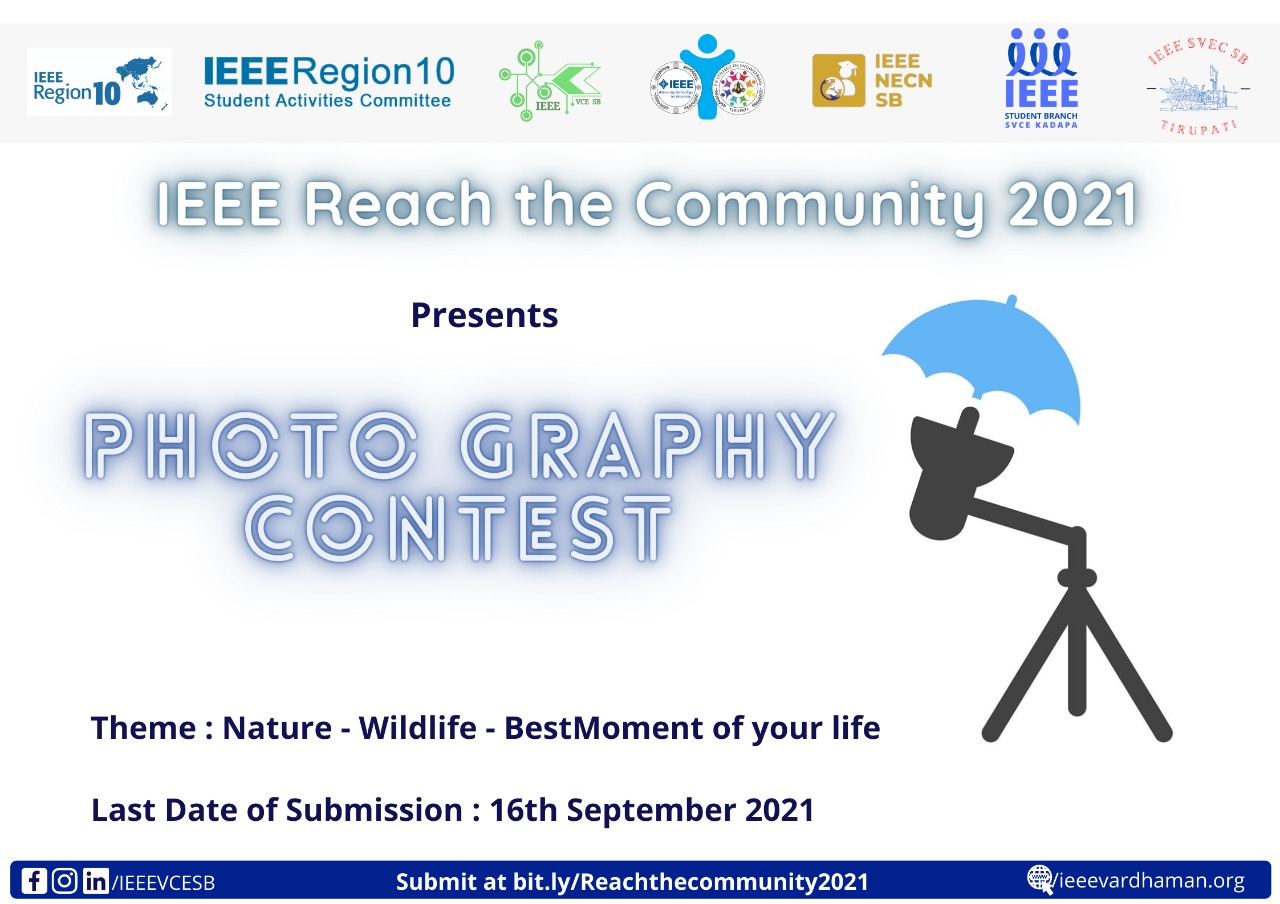 IEEE
Region10
IEEERegion10
Student Activities Committee
IEEE VCE SB
IEEE
IEEE
NECN
SB
IEEE
STUDENT BRANCH
SVCE KADAPA
IEEE SVEC SB
TIRUPATI
IEEE Reach the Community 2021
Presents
PHOTO GRAPHY
CONTEST
Theme : Nature - Wildlife - BestMoment of your life
Last Date of Submission : 16th September 2021
/IEEEVCESB
Submit at bit.ly/Reachthecommunity2021
/ieeevardhaman.org